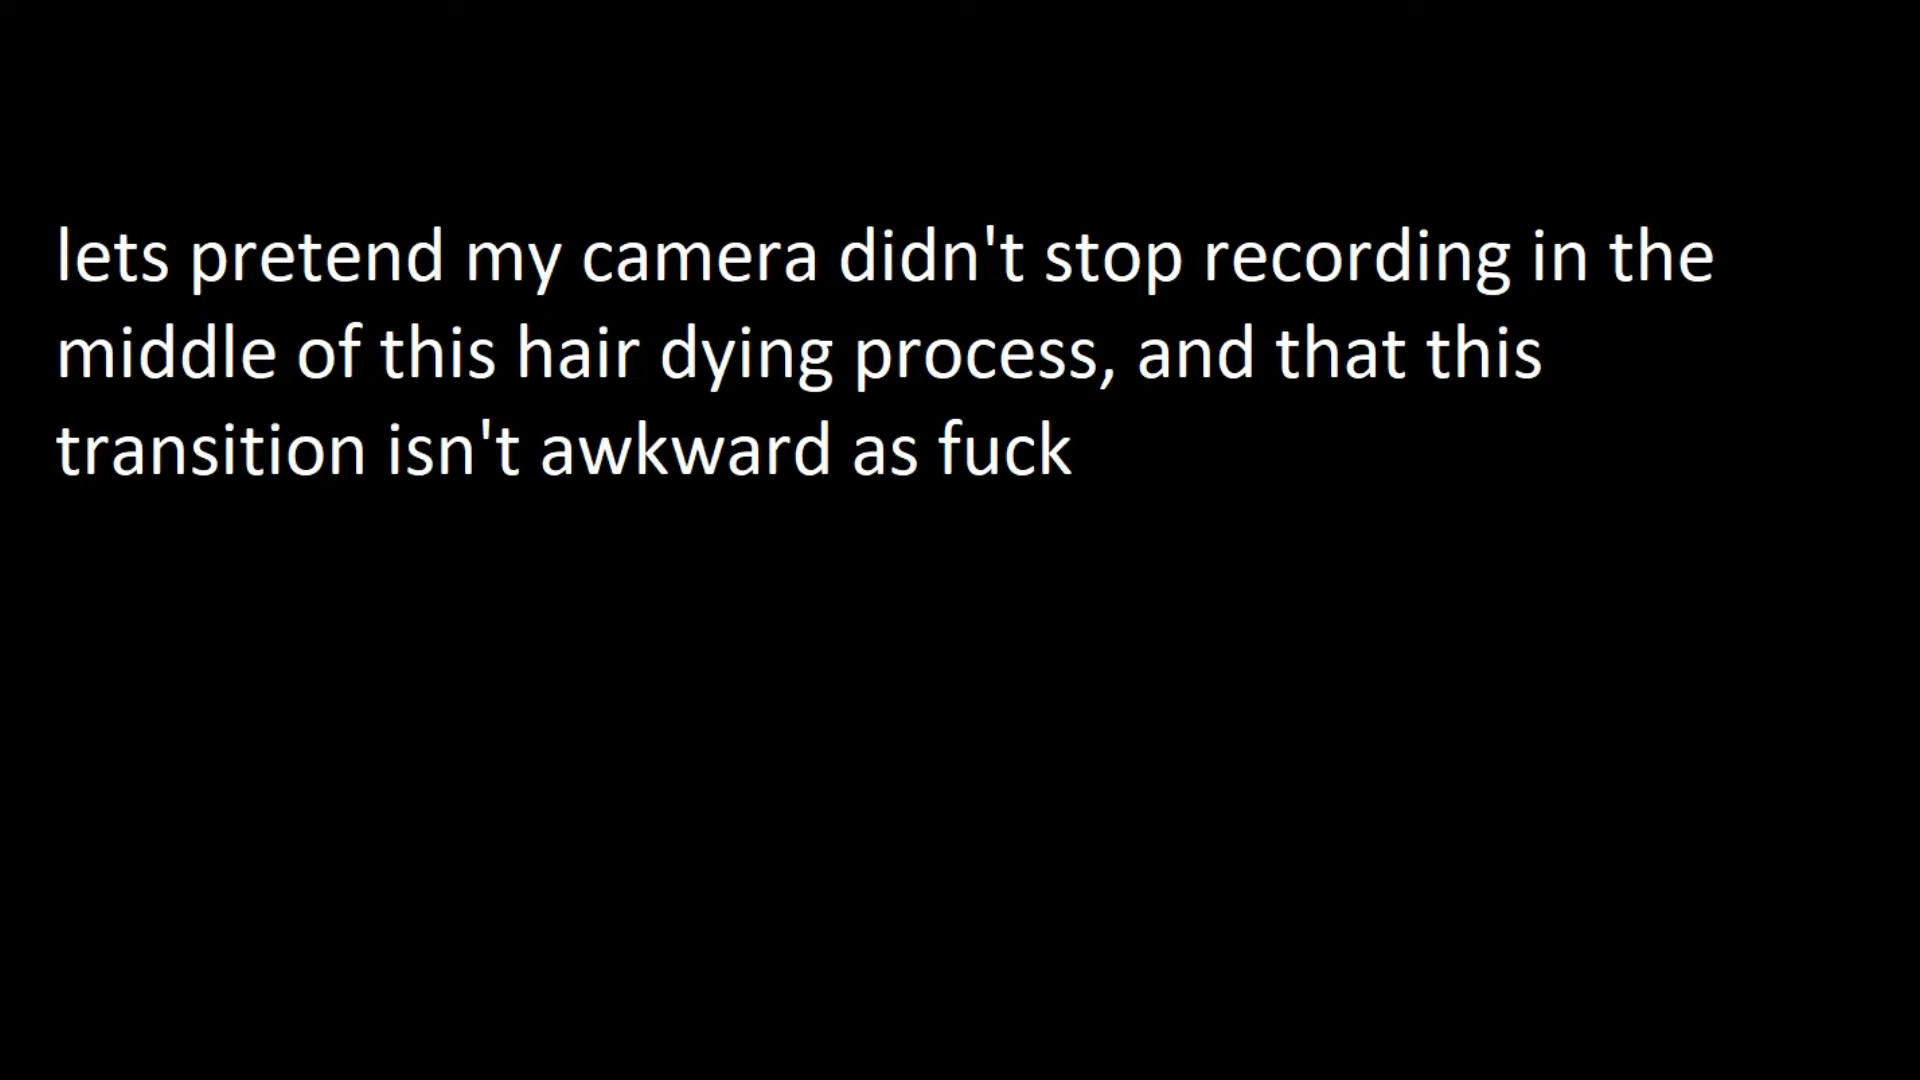 lets pretend my camera didn't stop recording in the
middle of this hair dying process, and that this
transition isn't awkward as fuck